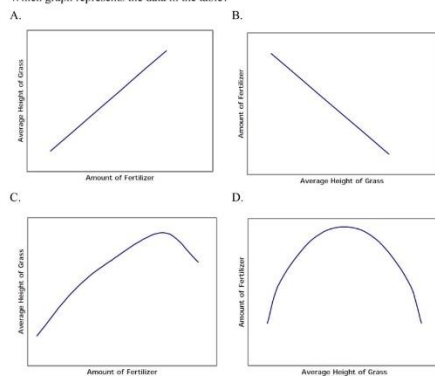 Which graph represents the data in the table?
A.
Average Height of Grass
Amount of Fertilizer
B.
Amount of Fertilizer
Average Height of Grass
C.
Average Height of Grass
Amount of Fertilizer
D.
Amount of Fertilizer
Average Height of Grass